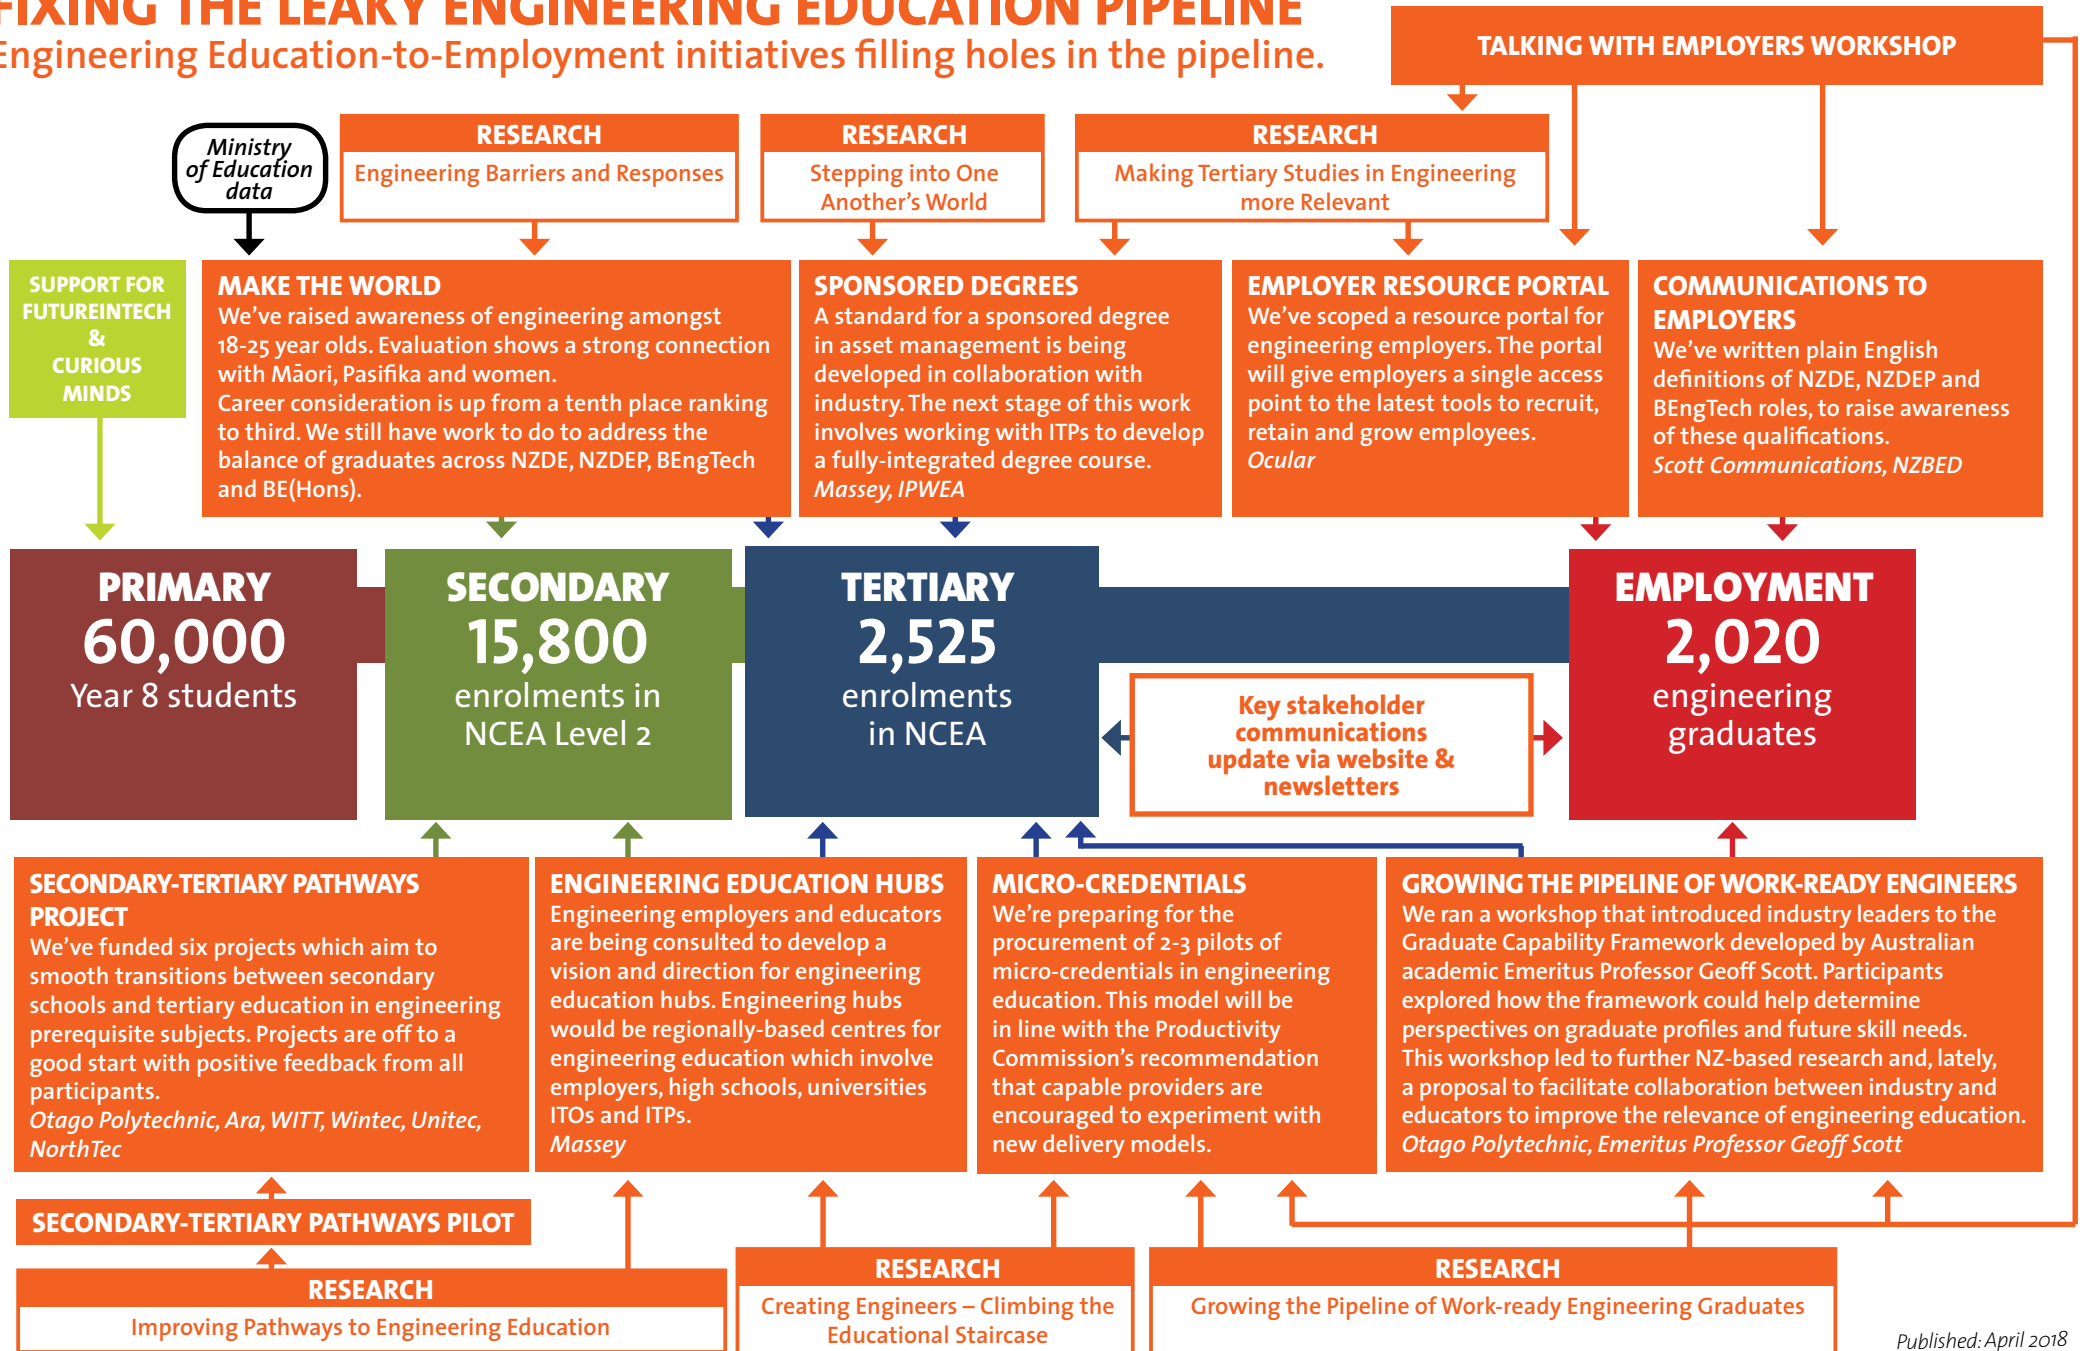 FIXING THE LEAKY ENGINEERING EDUCATION PIPELINE
Engineering Education-to-Employment initiatives filling holes in the pipeline.
TALKING WITH EMPLOYERS WORKSHOP
Ministry
of Education
data
RESEARCH
Engineering Barriers and Responses
RESEARCH
Stepping into One
Another's World
RESEARCH
Making Tertiary Studies in Engineering
more Relevant
SUPPORT FOR
FUTUREINTECH
&
CURIOUS
MINDS
MAKE THE WORLD
We've raised awareness of engineering amongst
18-25 year olds. Evaluation shows a strong connection
with Māori, Pasifika and women.
Career consideration is up from a tenth place ranking
to third. We still have work to do to address the
balance of graduates across NZDE, NZDEP, BEngTech
and BE(Hons).
SPONSORED DEGREES
A standard for a sponsored degree
in asset management is being
developed in collaboration with
industry. The next stage of this work
involves working with ITPs to develop
a fully-integrated degree course.
Massey, IPWEA
EMPLOYER RESOURCE PORTAL
We've scoped a resource portal for
engineering employers. The portal
will give employers a single access
point to the latest tools to recruit,
retain and grow employees.
Ocular
COMMUNICATIONS TO
EMPLOYERS
We've written plain English
definitions of NZDE, NZDEP and
BEngTech roles, to raise awareness
of these qualifications.
Scott Communications, NZBED
PRIMARY
60,000
Year 8 students
SECONDARY
15,800
enrolments in
NCEA Level 2
TERTIARY
2,525
enrolments
in NCEA
Key stakeholder
communications
update via website &
newsletters
EMPLOYMENT
2,020
engineering
graduates
SECONDARY-TERTIARY PATHWAYS
PROJECT
We've funded six projects which aim to
smooth transitions between secondary
schools and tertiary education in engineering
prerequisite subjects. Projects are off to a
good start with positive feedback from all
participants.
Otago Polytechnic, Ara, WITT, Wintec, Unitec,
NorthTec
ENGINEERING EDUCATION HUBS
Engineering employers and educators
are being consulted to develop a
vision and direction for engineering
education hubs. Engineering hubs
would be regionally-based centres for
engineering education which involve
employers, high schools, universities
ITOs and ITPs.
Massey
MICRO-CREDENTIALS
We're preparing for the
procurement of 2-3 pilots of
micro-credentials in engineering
education. This model will be
in line with the Productivity
Commission's recommendation
that capable providers are
encouraged to experiment with
new delivery models.
GROWING THE PIPELINE OF WORK-READY ENGINEERS
We ran a workshop that introduced industry leaders to the
Graduate Capability Framework developed by Australian
academic Emeritus Professor Geoff Scott. Participants
explored how the framework could help determine
perspectives on graduate profiles and future skill needs.
This workshop led to further NZ-based research and, lately,
a proposal to facilitate collaboration between industry and
educators to improve the relevance of engineering education.
Otago Polytechnic, Emeritus Professor Geoff Scott
SECONDARY-TERTIARY PATHWAYS PILOT
RESEARCH
Improving Pathways to Engineering Education
RESEARCH
Creating Engineers – Climbing the
Educational Staircase
RESEARCH
Growing the Pipeline of Work-ready Engineering Graduates
Published: April 2018